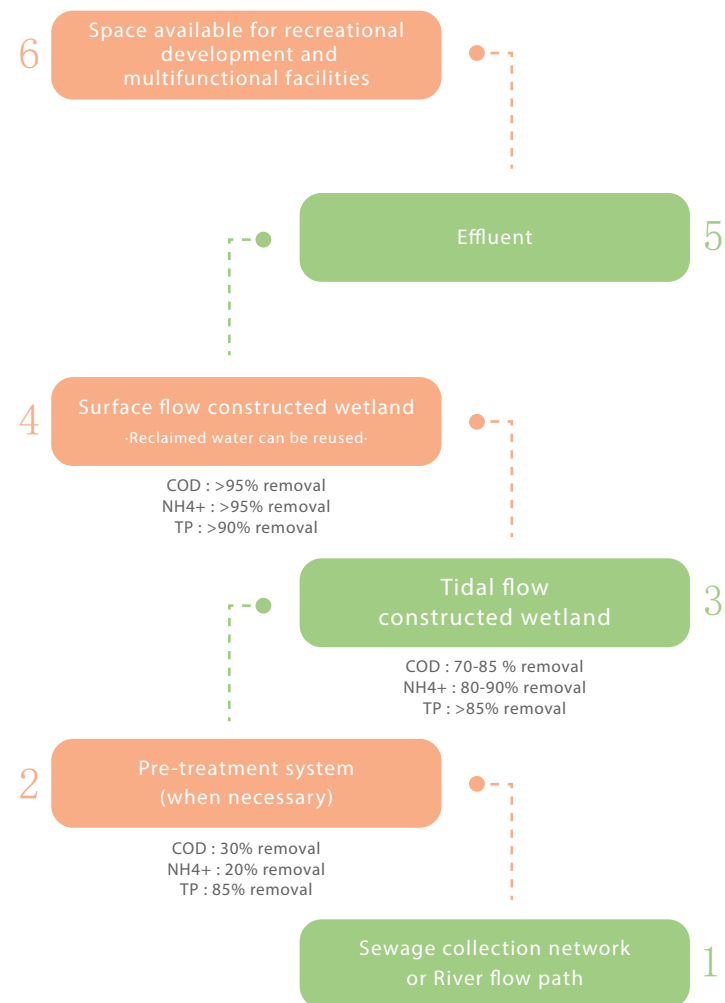 6
Space available for recreational
development and
multifunctional facilities
Effluent
5
4
Surface flow constructed wetland
·Reclaimed water can be reused·
COD : >95% removal
NH4+ : >95% removal
TP : >90% removal
Tidal flow
constructed wetland
3
COD : 70-85 % removal
NH4+ : 80-90% removal
TP : >85% removal
2
Pre-treatment system
(when necessary)
COD : 30% removal
NH4+ : 20% removal
TP : 85% removal
Sewage collection network
or River flow path
1